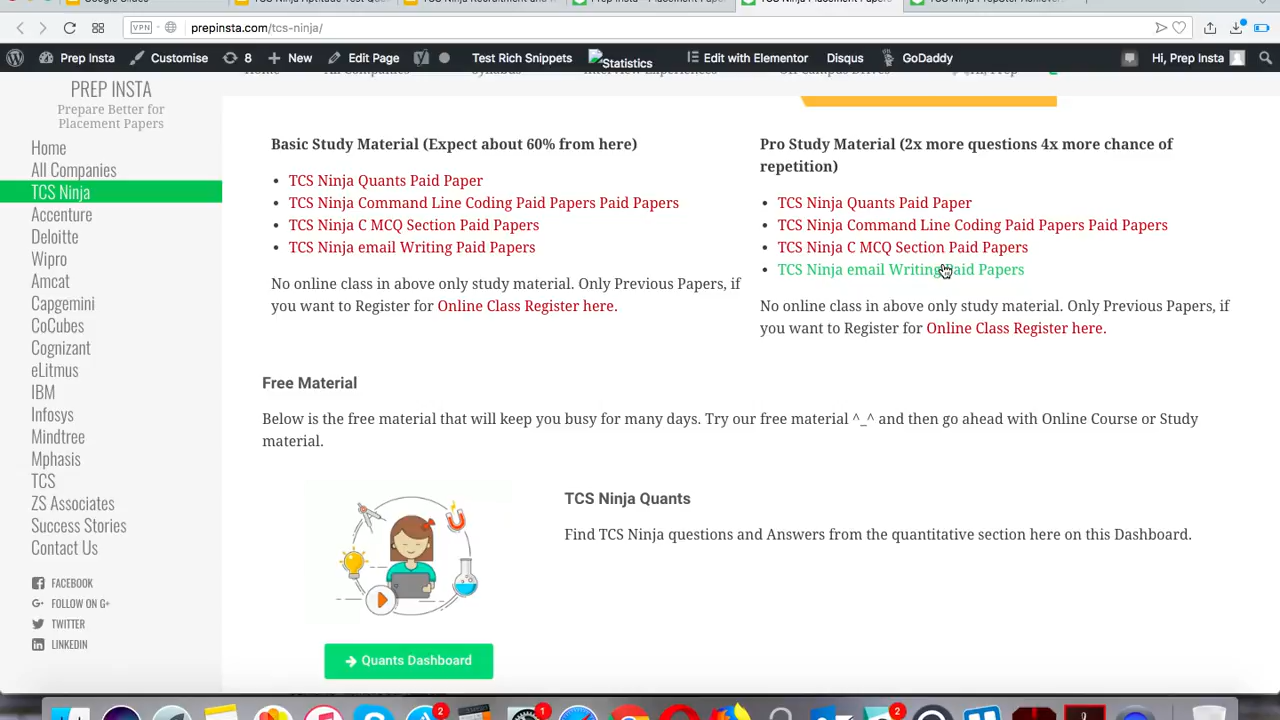 Google Slides
VPN
prepinsta.com/tcs-ninja/
Prep Insta
Customise
8
New
Edit Page
Test Rich Snippets
Statistics
Edit with Elementor
Disqus
GoDaddy
Hi, Prep Insta
PREP INSTA
Prepare Better for
Placement Papers
Home
All Companies
TCS Ninja
Accenture
Deloitte
Wipro
Amcat
Capgemini
CoCubes
Cognizant
eLitmus
IBM
Infosys
Mindtree
Mphasis
TCS
ZS Associates
Success Stories
Contact Us
FACEBOOK
FOLLOW ON G+
TWITTER
LINKEDIN
Basic Study Material (Expect about 60% from here)
TCS Ninja Quants Paid Paper
TCS Ninja Command Line Coding Paid Papers Paid Papers
TCS Ninja C MCQ Section Paid Papers
TCS Ninja email Writing Paid Papers
No online class in above only study material. Only Previous Papers, if
you want to Register for Online Class Register here.
Pro Study Material (2x more questions 4x more chance of
repetition)
TCS Ninja Quants Paid Paper
TCS Ninja Command Line Coding Paid Papers Paid Papers
TCS Ninja C MCQ Section Paid Papers
TCS Ninja email Writing Paid Papers
No online class in above only study material. Only Previous Papers, if
you want to Register for Online Class Register here.
Free Material
Below is the free material that will keep you busy for many days. Try our free material ^_^ and then go ahead with Online Course or Study
material.
TCS Ninja Quants
Find TCS Ninja questions and Answers from the quantitative section here on this Dashboard.
Quants Dashboard
2
1
2